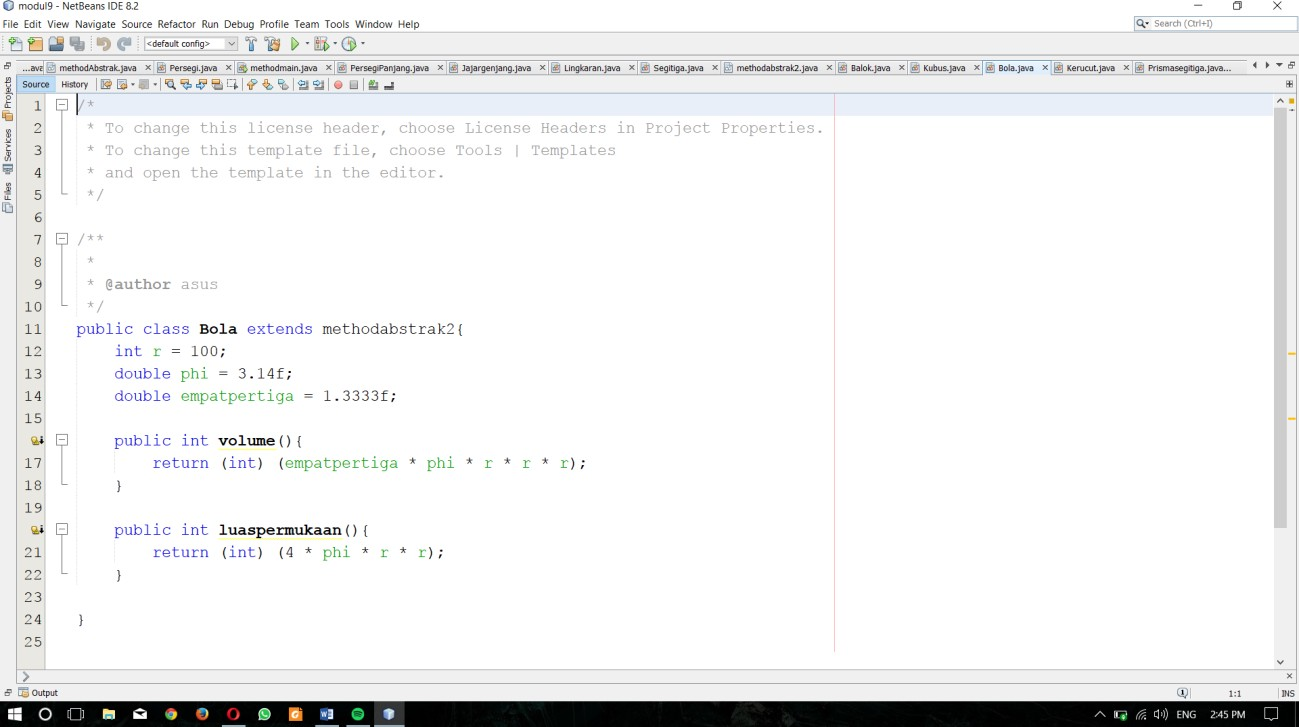 modul9 - NetBeans IDE 8.2
File Edit View Navigate Source Refactor Run Debug Profile Team Tools Window Help
<default config>
Search (Ctrl+I)
...ava methodAbstrak.java Persegi.java methodmain.java PersegiPanjang.java Jajargenjang.java Lingkaran.java Segitiga.java methodabstrak2.java Balok.java Kubus.java Bola.java Kerucut.java Prismasegitiga.java...
Source History
Projects
Services
Files
1 /*
2 * To change this license header, choose License Headers in Project Properties.
3 * To change this template file, choose Tools | Templates
4 * and open the template in the editor.
5 */
6
7 /**
8 *
9 * @author asus
10 */
11 public class Bola extends methodabstrak2{
12 int r = 100;
13 double phi = 3.14f;
14 double empatpertiga = 1.3333f;
15
public int volume(){
17 return (int) (empatpertiga * phi * r * r * r);
18 }
19
public int luaspermukaan(){
21 return (int) (4 * phi * r * r);
22 }
23
24 }
25
Output
1:1 INS
ENG 2:45 PM